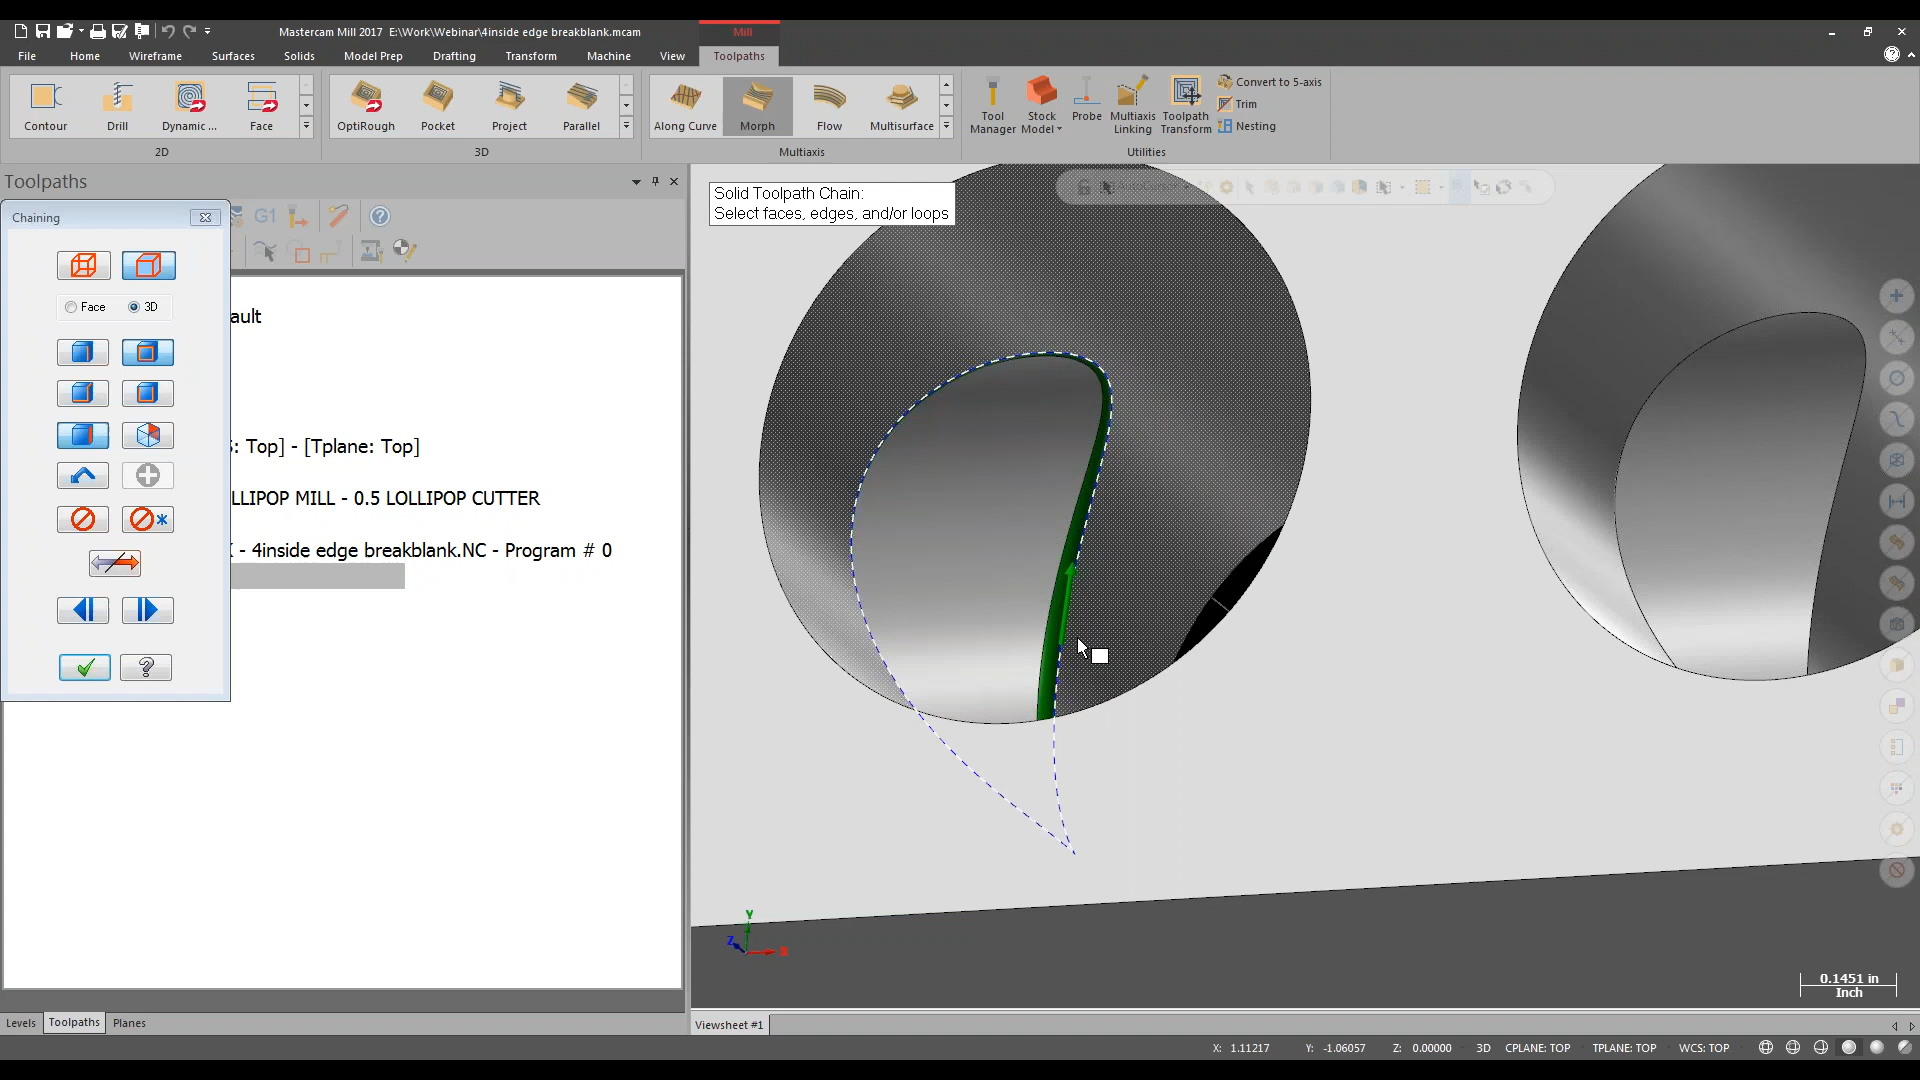 Mastercam Mill 2017  E:\Work\Webinar\4inside edge breakblank.mcam
Mill
File Home Wireframe Surfaces Solids Model Prep Drafting Transform Machine View Toolpaths
Contour Drill Dynamic ... Face
OptiRough Pocket Project Parallel
Along Curve Morph Flow Multisurface
Tool Manager
Stock Model
Probe
Multiaxis Linking
Toolpath Transform
Convert to 5-axis
Trim
Nesting
2D 3D Multiaxis Utilities
Toolpaths
Solid Toolpath Chain:
Select faces, edges, and/or loops
AutoCursor
Chaining
G1
Face 3D
ault
: Top] - [Tplane: Top]
LLIPOP MILL - 0.5 LOLLIPOP CUTTER
- 4inside edge breakblank.NC - Program # 0
Y
Z
X
0.1451 in
Inch
Levels Toolpaths Planes
Viewsheet #1
X: 1.11217 Y: -1.06057 Z: 0.00000 3D CPLANE: TOP TPLANE: TOP WCS: TOP